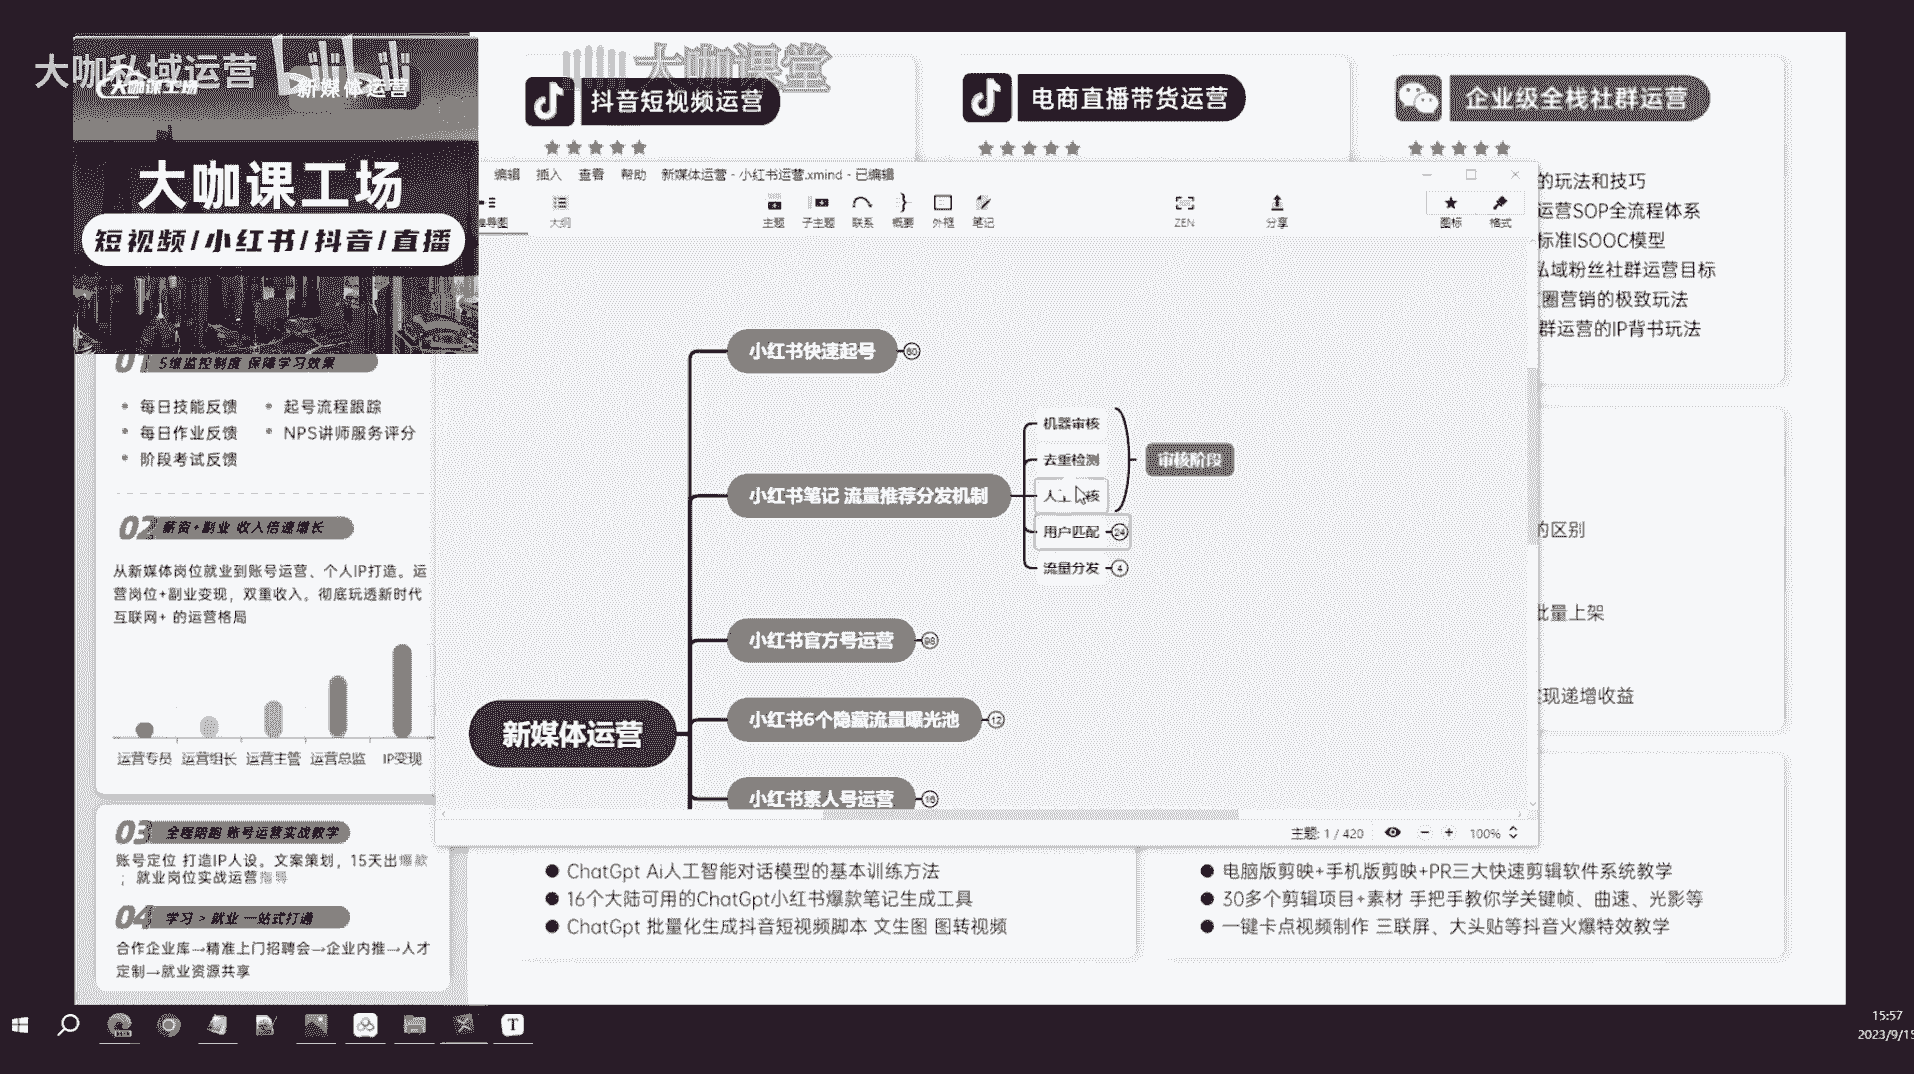 大咖私域运营
大咖课工场
新媒体运营
大咖课工场
短视频/小红书/抖音/直播
大咖课堂
抖音短视频运营
电商直播带货运营
企业级全栈社群运营
的玩法和技巧
运营SOP全流程体系
标准ISOOC模型
私域粉丝社群运营目标
圈营销的极致玩法
群运营的IP背书玩法
编辑 插入 查看 帮助 新媒体运营 - 小红书运营.xmind - 已编辑
导图 大纲 主题 子主题 联系 概要 外框 笔记 ZEN 分享 图标 格式
小红书快速起号 60
小红书笔记 流量推荐分发机制
机器审核
去重检测
审核阶段
用户匹配 24
流量分发 4
小红书官方号运营 98
小红书6个隐藏流量曝光池 12
新媒体运营
小红书素人号运营 16
主题: 1 / 420
100%
01 5维监控制度 保障学习效果
每日技能反馈 起号流程跟踪
每日作业反馈 NPS讲师服务评分
阶段考试反馈
02 薪资+副业 收入倍速增长
从新媒体岗位就业到账号运营、个人IP打造。运
营岗位+副业变现，双重收入。彻底玩透新时代
互联网+ 的运营格局
运营专员 运营组长 运营主管 运营总监 IP变现
03 全程陪跑 账号运营实战教学
账号定位 打造IP人设。文案策划，15天出爆款
；就业岗位实战运营指导
04 学习 > 就业 一站式打通
合作企业库→精准上门招聘会→企业内推→人才
定制→就业资源共享
的区别
批量上架
实现递增收益
ChatGpt Ai人工智能对话模型的基本训练方法
16个大陆可用的ChatGpt小红书爆款笔记生成工具
ChatGpt 批量化生成抖音短视频脚本 文生图 图转视频
电脑版剪映+手机版剪映+PR三大快速剪辑软件系统教学
30多个剪辑项目+素材 手把手教你学关键帧、曲速、光影等
一键卡点视频制作 三联屏、大头贴等抖音火爆特效教学
15:57
2023/9/15